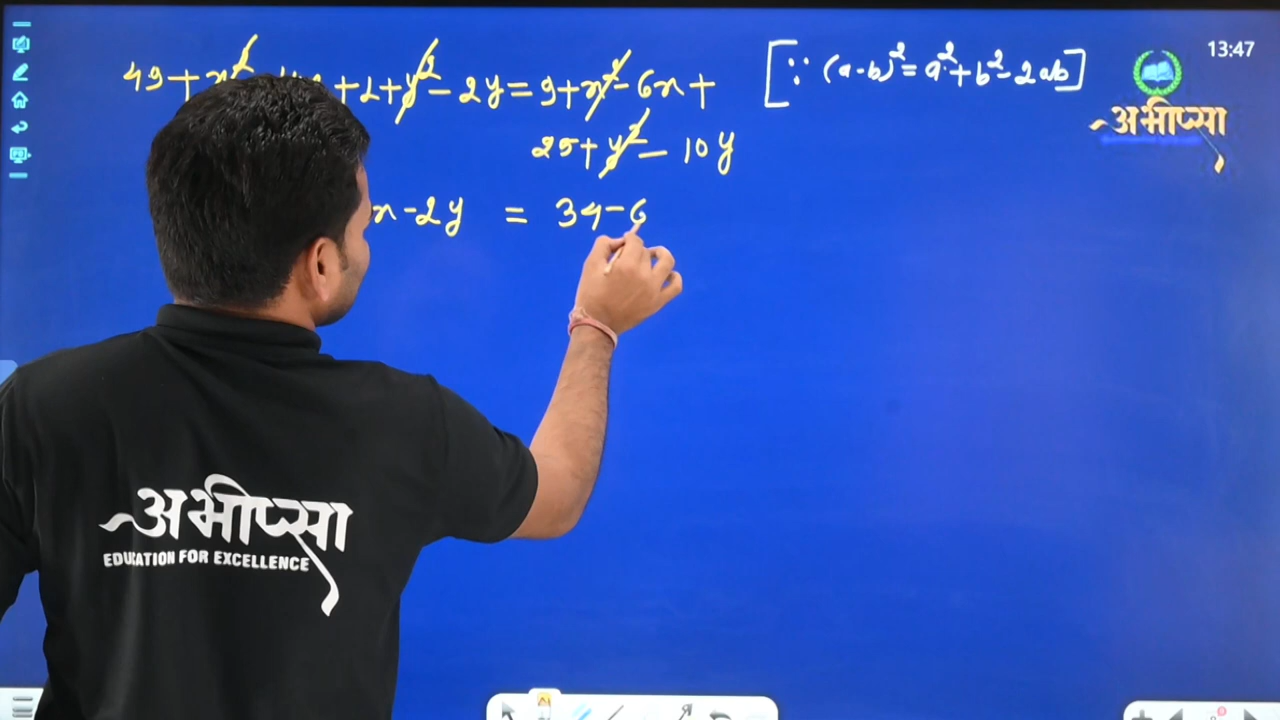 49+x²
+1+y²-2y=9+x²-6x+
[∵ (a-b)²=a²+b²-2ab]
13:47
अभीप्सा
25+y²-10y
x-2y = 34-6
अभीप्सा
EDUCATION FOR EXCELLENCE